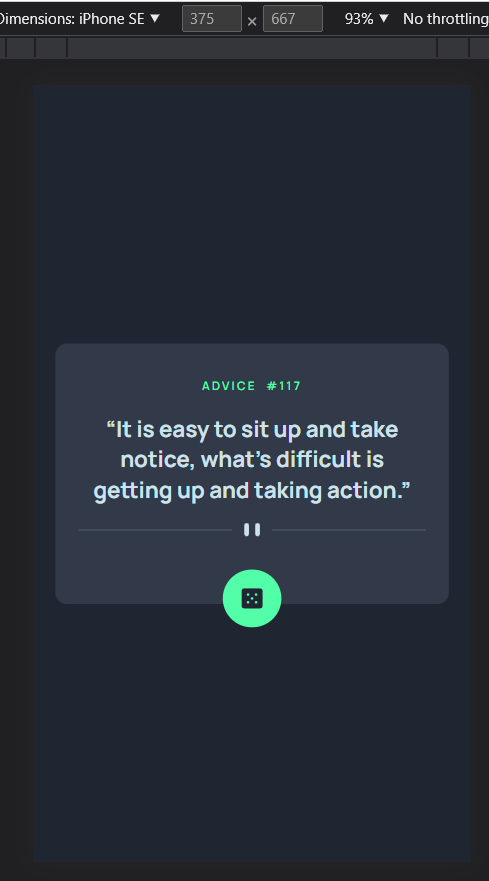 Dimensions: iPhone SE ▼ 375 × 667 93% ▼ No throttling
ADVICE #117
“It is easy to sit up and take
notice, what’s difficult is
getting up and taking action.”